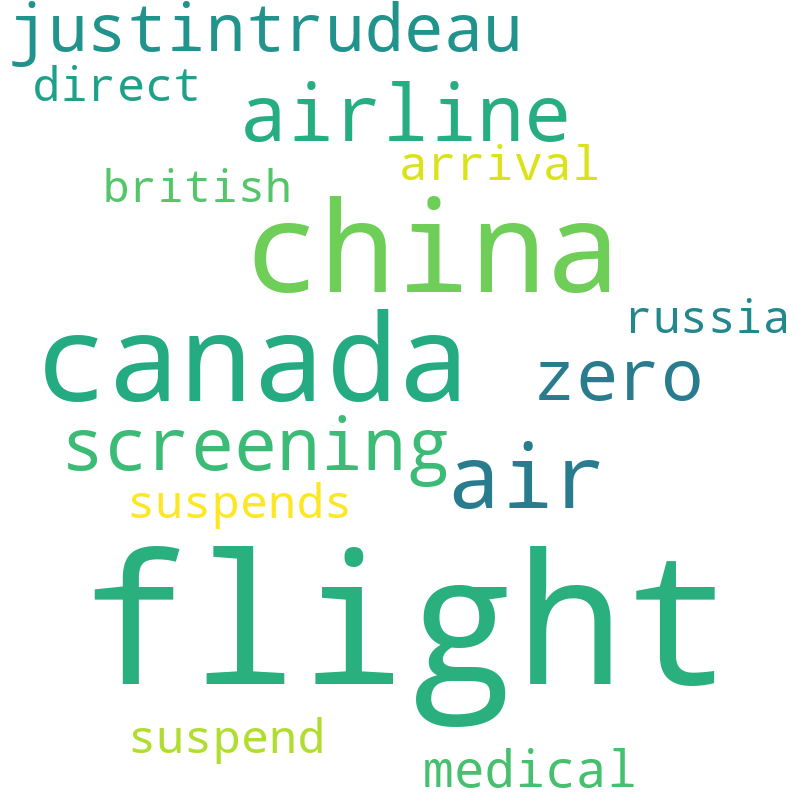 justintrudeau
direct
airline
arrival
british
china
russia
canada
zero
screening
air
suspends
flight
suspend
medical